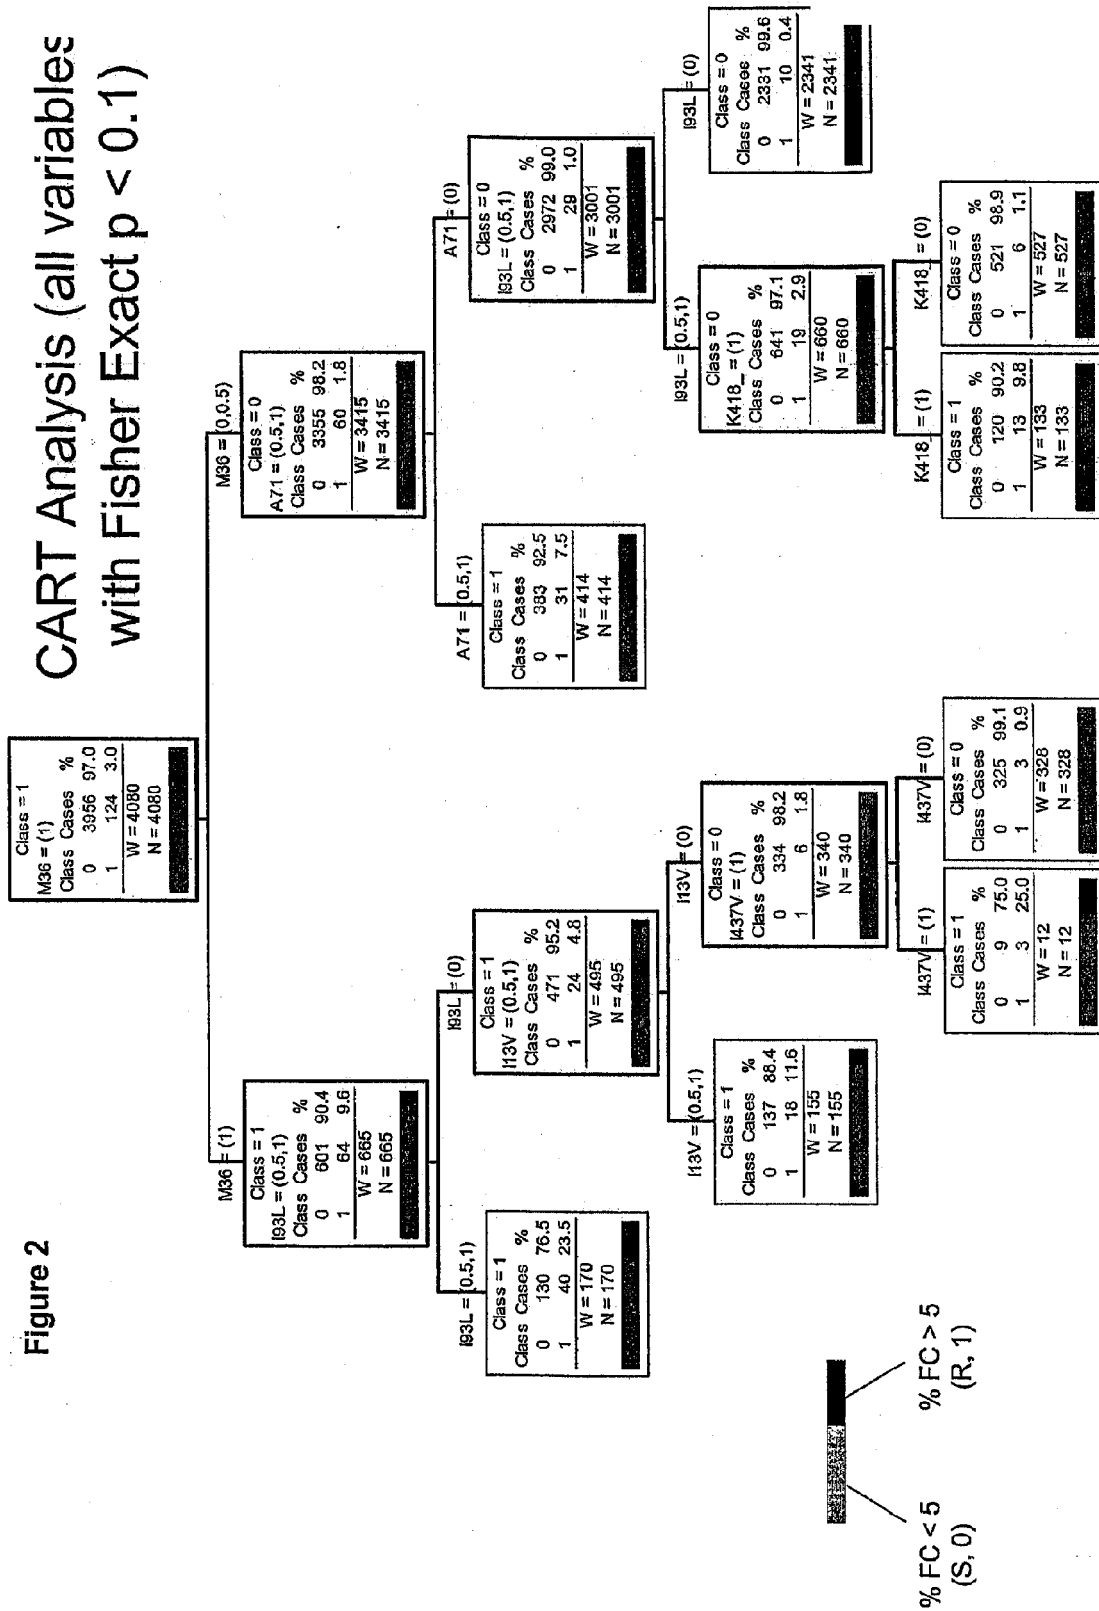 Figure 2
CART Analysis (all variables
with Fisher Exact p < 0.1)
Class = 1
M36 = (1)
Class Cases %
0 3956 97.0
1 124 3.0
W = 4080
N = 4080
M36 = (1)
Class = 1
I93L = (0.5,1)
Class Cases %
0 601 90.4
1 64 9.6
W = 665
N = 665
M36 = (0,0.5)
Class = 0
A71 = (0.5,1)
Class Cases %
0 3355 98.2
1 60 1.8
W = 3415
N = 3415
I93L = (0.5,1)
Class = 1
Class Cases %
0 130 76.5
1 40 23.5
W = 170
N = 170
I93L = (0)
Class = 1
I13V = (0.5,1)
Class Cases %
0 471 95.2
1 24 4.8
W = 495
N = 495
A71 = (0.5,1)
Class = 1
Class Cases %
0 383 92.5
1 31 7.5
W = 414
N = 414
A71 = (0)
Class = 0
I93L = (0.5,1)
Class Cases %
0 2972 99.0
1 29 1.0
W = 3001
N = 3001
I13V = (0.5,1)
Class = 1
Class Cases %
0 137 88.4
1 18 11.6
W = 155
N = 155
I13V = (0)
Class = 0
I437V = (1)
Class Cases %
0 334 98.2
1 6 1.8
W = 340
N = 340
I93L = (0.5,1)
Class = 0
K418_ = (1)
Class Cases %
0 641 97.1
1 19 2.9
W = 660
N = 660
I93L = (0)
Class = 0
Class Cases %
0 2331 99.6
1 10 0.4
W = 2341
N = 2341
I437V = (1)
Class = 1
Class Cases %
0 9 75.0
1 3 25.0
W = 12
N = 12
I437V = (0)
Class = 0
Class Cases %
0 325 99.1
1 3 0.9
W = 328
N = 328
K418_ = (1)
Class = 1
Class Cases %
0 120 90.2
1 13 9.8
W = 133
N = 133
K418_ = (0)
Class = 0
Class Cases %
0 521 98.9
1 6 1.1
W = 527
N = 527
% FC < 5
(S, 0)
% FC > 5
(R, 1)